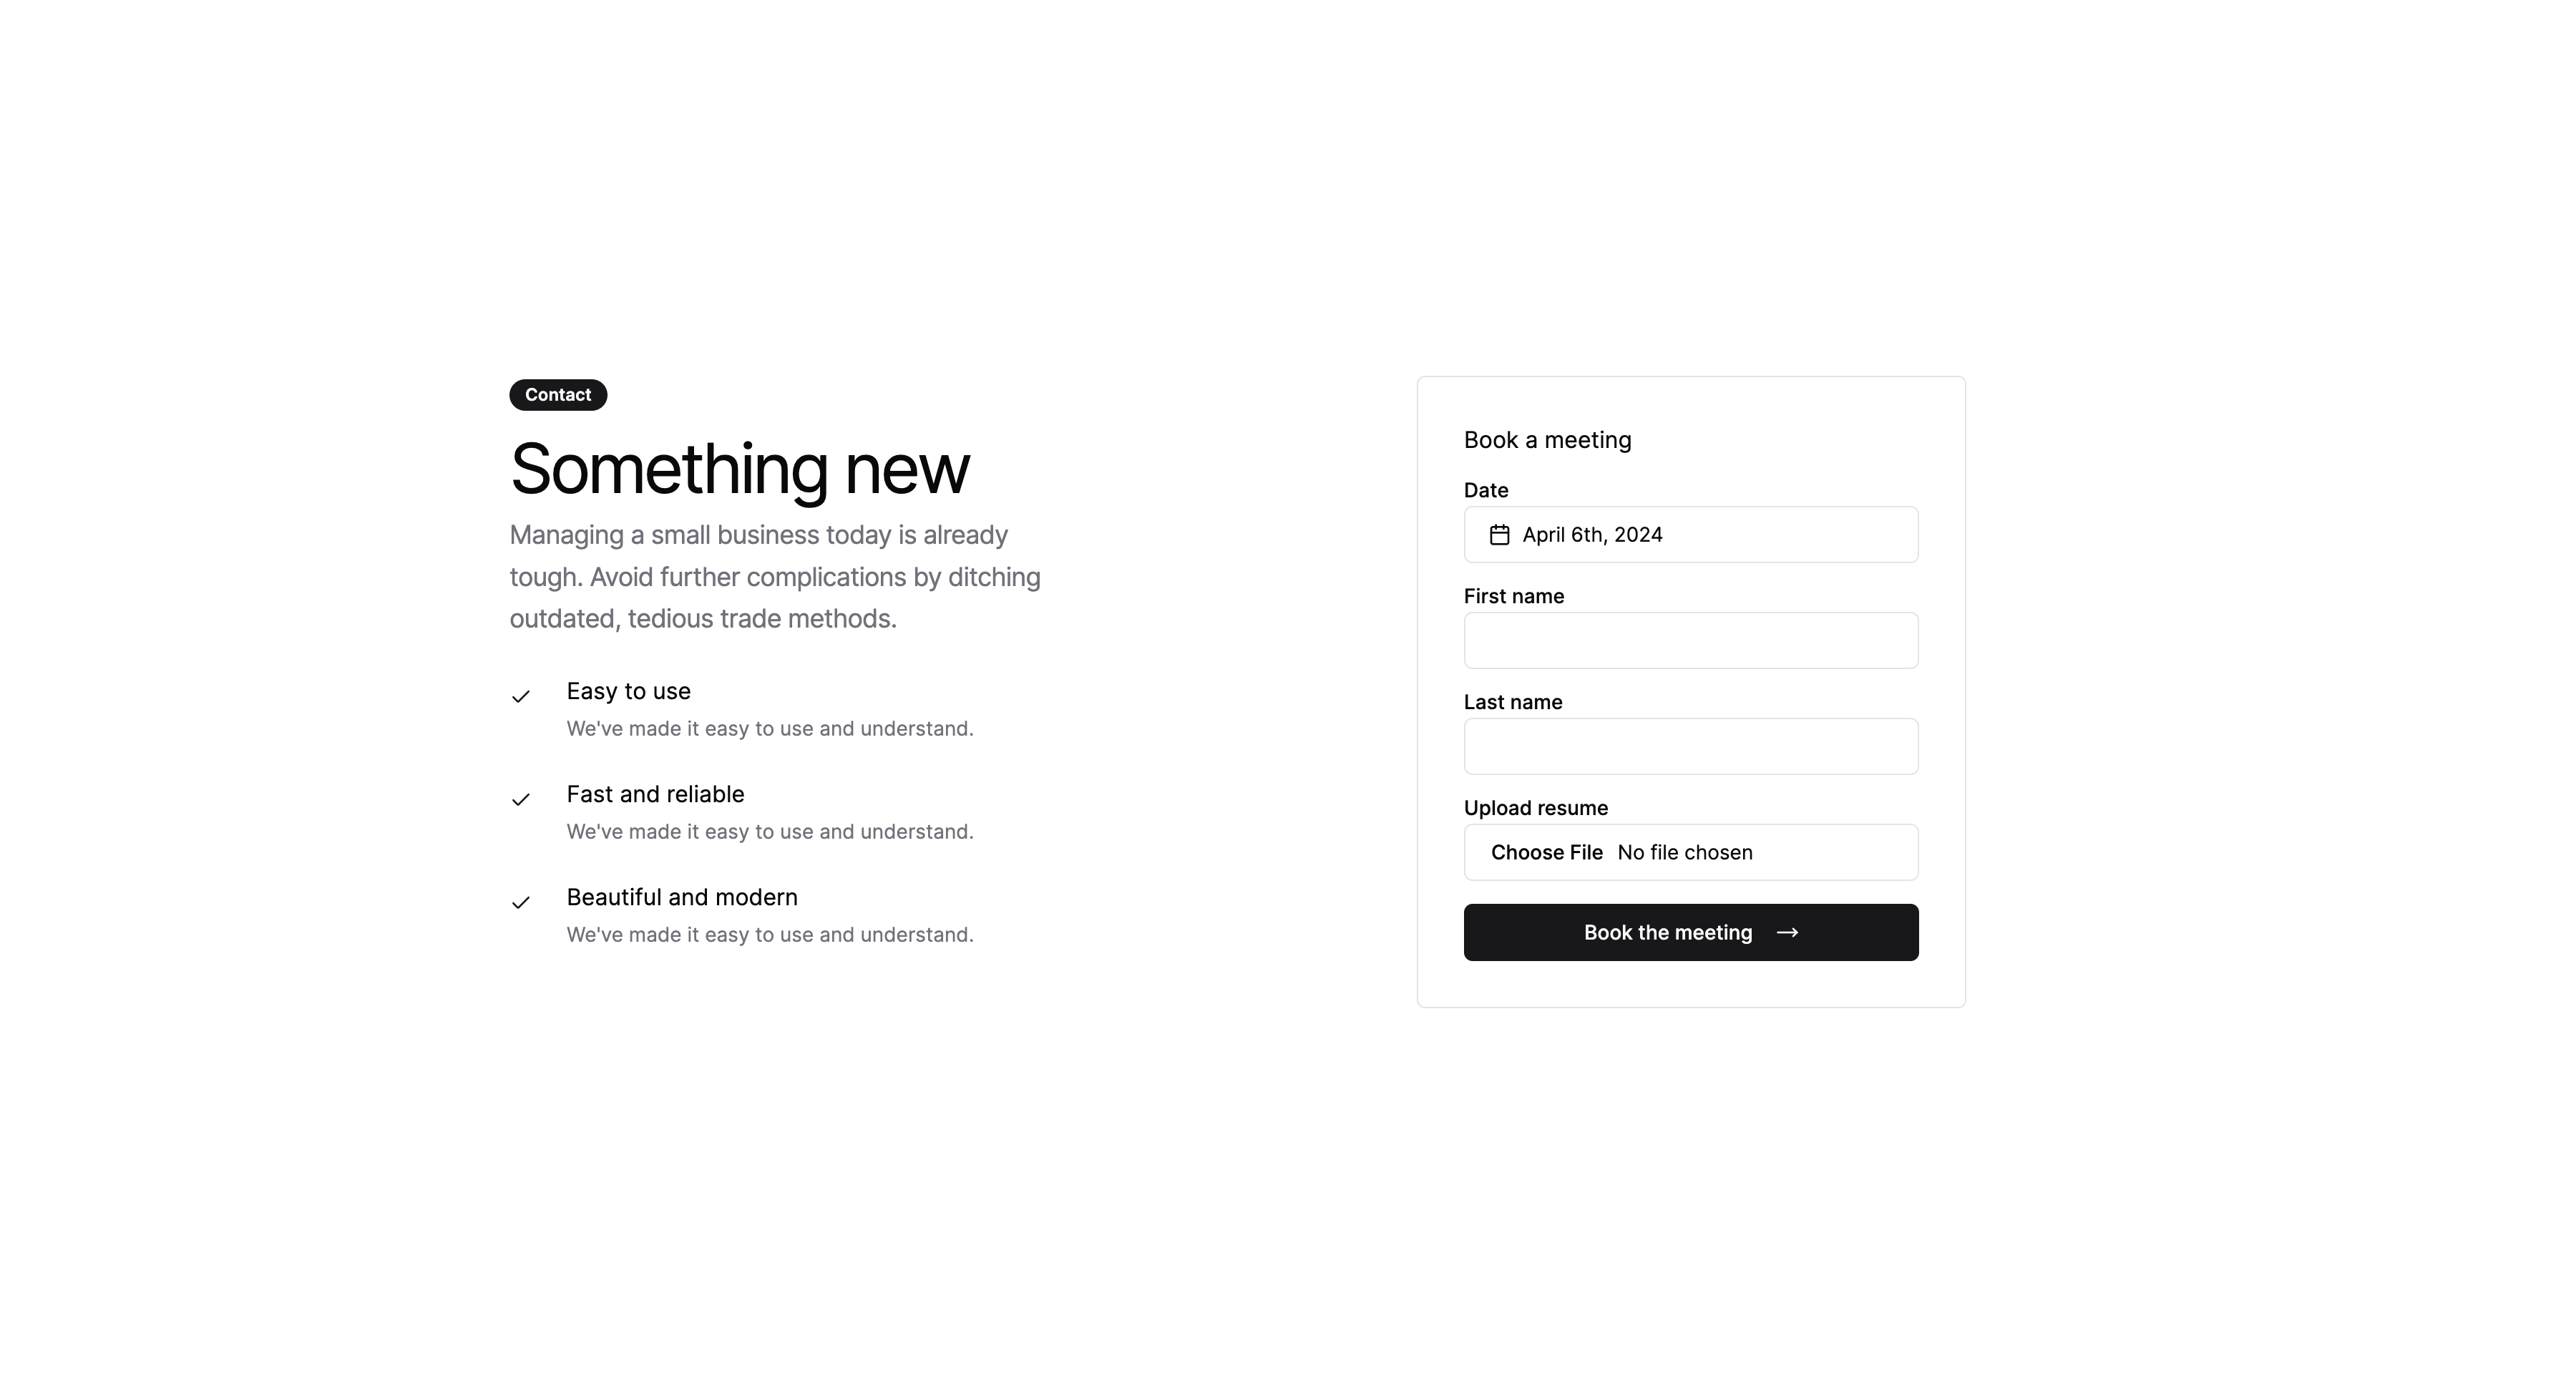 Contact
Something new
Managing a small business today is already
tough. Avoid further complications by ditching
outdated, tedious trade methods.
Easy to use
We've made it easy to use and understand.
Fast and reliable
We've made it easy to use and understand.
Beautiful and modern
We've made it easy to use and understand.
Book a meeting
Date
April 6th, 2024
First name
Last name
Upload resume
Choose File No file chosen
Book the meeting